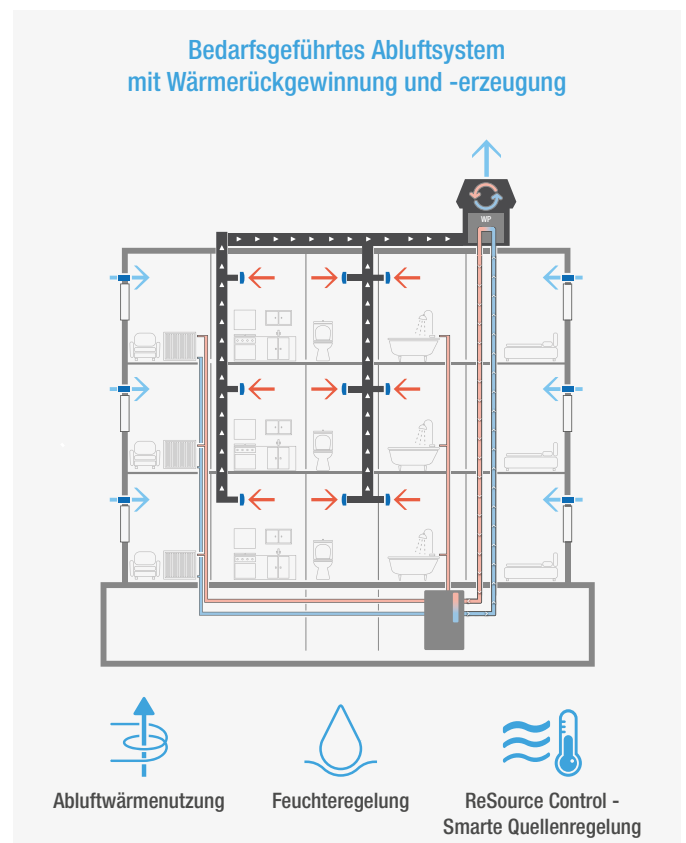 Bedarfsgeführtes Abluftsystem
mit Wärmerückgewinnung und -erzeugung
WP
Abluftwärmenutzung
Feuchteregelung
ReSource Control -
Smarte Quellenregelung